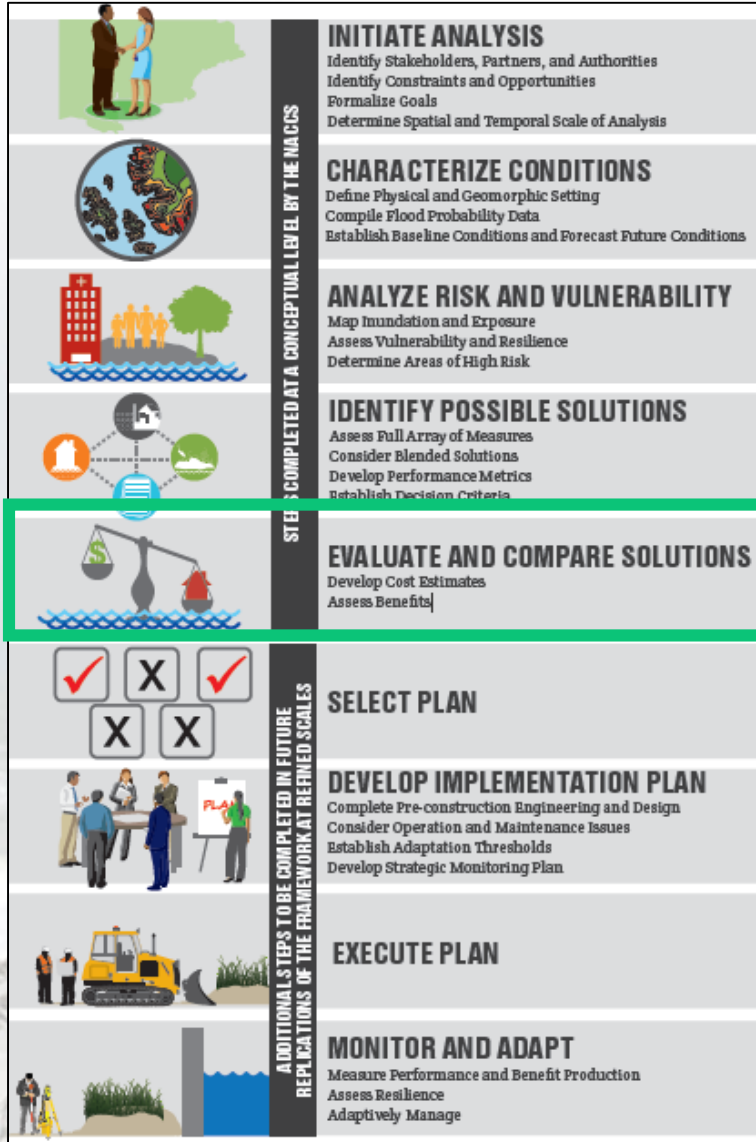 INITIATE ANALYSIS
Identify Stakeholders, Partners, and Authorities
Identify Constraints and Opportunities
Formalize Goals
Determine Spatial and Temporal Scale of Analysis
CHARACTERIZE CONDITIONS
Define Physical and Geomorphic Setting
Compile Flood Probability Data
Establish Baseline Conditions and Forecast Future Conditions
ANALYZE RISK AND VULNERABILITY
Map Inundation and Exposure
Assess Vulnerability and Resilience
Determine Areas of High Risk
IDENTIFY POSSIBLE SOLUTIONS
Assess Full Array of Measures
Consider Blended Solutions
Develop Performance Metrics
Establish Decision Criteria
STEPS COMPLETED AT A CONCEPTUAL LEVEL BY THE NACCS
$
EVALUATE AND COMPARE SOLUTIONS
Develop Cost Estimates
Assess Benefits
X
X X
SELECT PLAN
PLAN
DEVELOP IMPLEMENTATION PLAN
Complete Pre-construction Engineering and Design
Consider Operation and Maintenance Issues
Establish Adaptation Thresholds
Develop Strategic Monitoring Plan
ADDITIONAL STEPS TO BE COMPLETED IN FUTURE
REPLICATIONS OF THE FRAMEWORK AT REFINED SCALES
EXECUTE PLAN
MONITOR AND ADAPT
Measure Performance and Benefit Production
Assess Resilience
Adaptively Manage